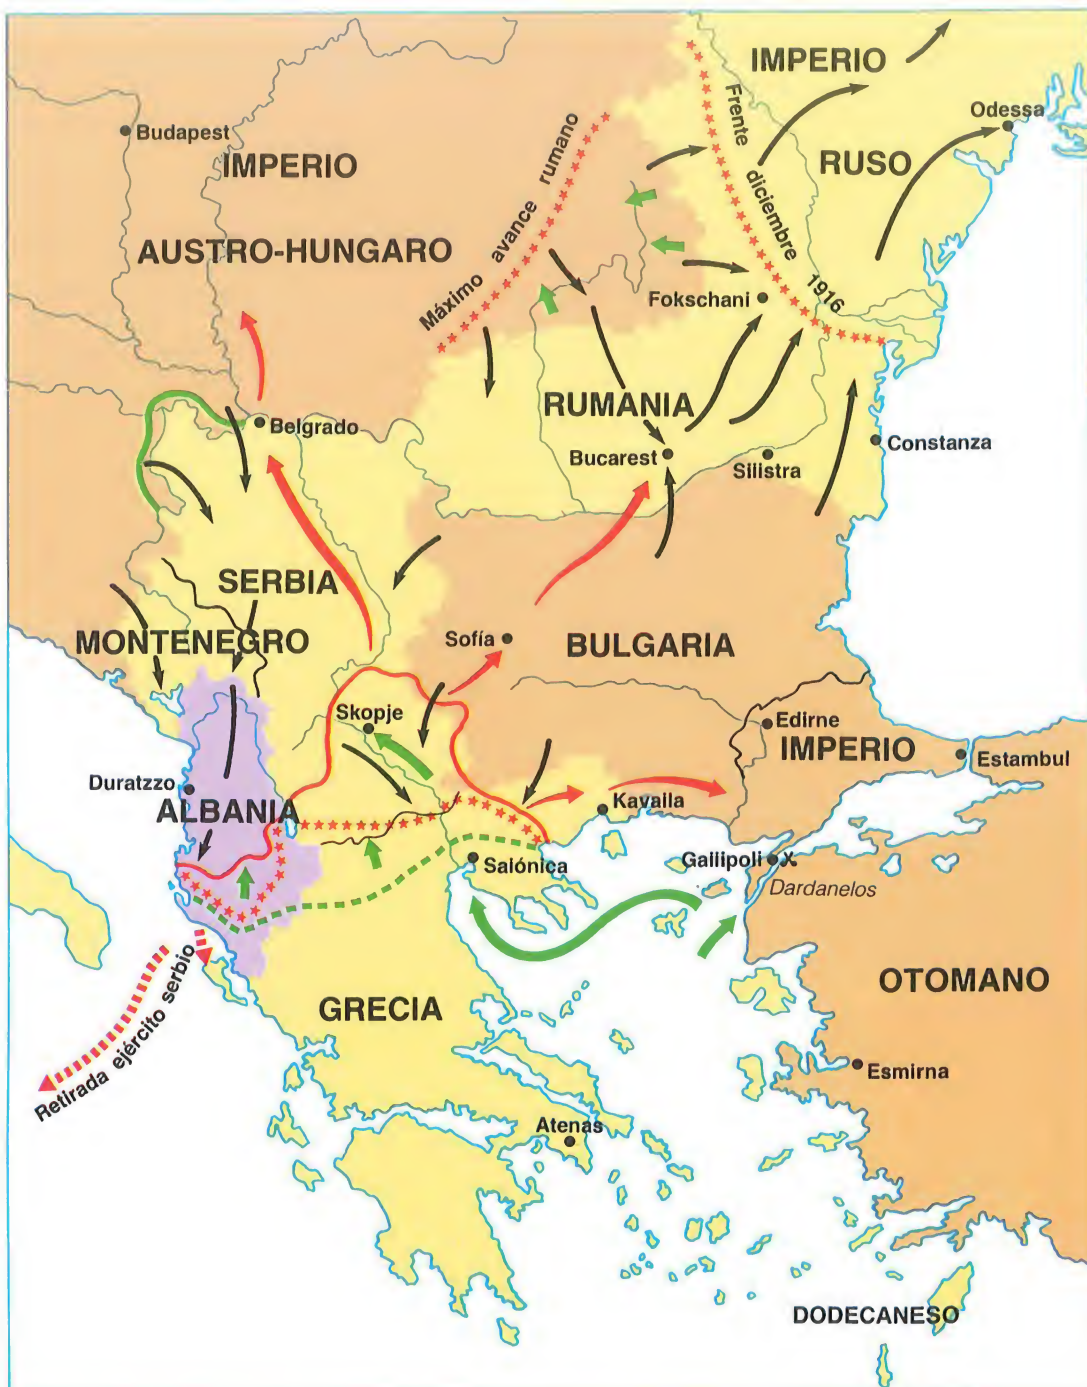 IMPERIO
Odessa
Budapest
IMPERIO
Frente diciembre 1916
RUSO
Máximo avance rumano
AUSTRO-HUNGARO
Fokschani
RUMANIA
Belgrado
Constanza
Bucarest
Silistra
SERBIA
MONTENEGRO
Sofía
BULGARIA
Skopje
Edirne
IMPERIO
Estambul
Duratzzo
ALBANIA
Kavaila
Salónica
Gallipoli
Dardanelos
Retirada ejército serbio
GRECIA
OTOMANO
Esmirna
Atenas
DODECANESO